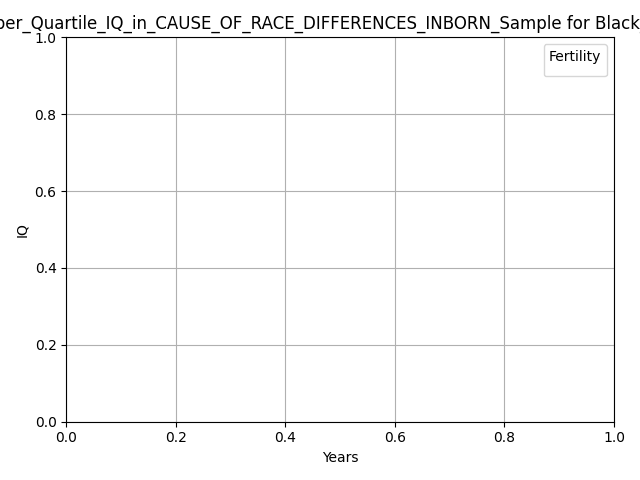 per_Quartile_IQ_in_CAUSE_OF_RACE_DIFFERENCES_INBORN_Sample for Black
Fertility
1.0
0.8
0.6
0.4
0.2
0.0
IQ
0.0 0.2 0.4 0.6 0.8 1.0
Years